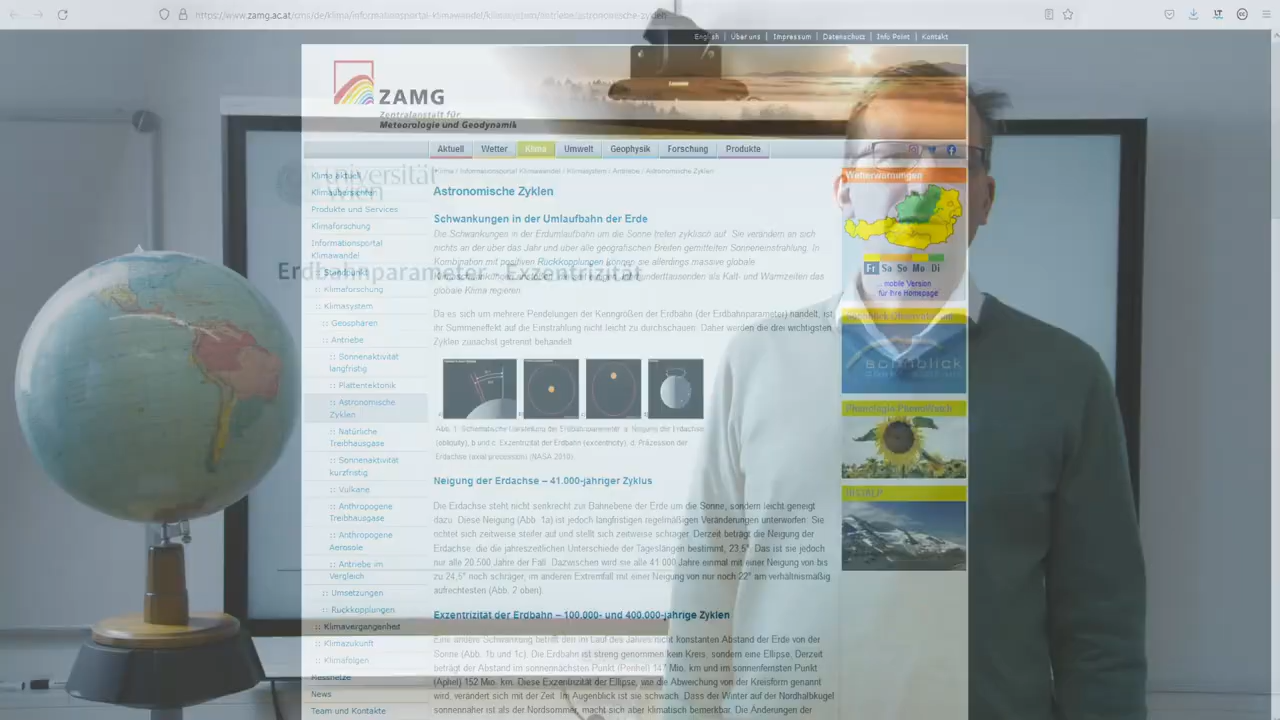 https://www.zamg.ac.at/cms/de/klima/informationsportal-klimawandel/klimasystem/antriebe/astronomische-zyklen
English | Über uns | Impressum | Datenschutz | Info Point | Kontakt
ZAMG
Zentralanstalt für
Meteorologie und Geodynamik
Aktuell Wetter Klima Umwelt Geophysik Forschung Produkte
Klima / Informationsportal Klimawandel / Klimasystem / Antriebe / Astronomische Zyklen
universität
wien
Klima aktuell
Klimaübersichten
Produkte und Services
Klimaforschung
Informationsportal
Klimawandel
:: Standpunkt
:: Klimaforschung
:: Klimasystem
:: Geosphären
:: Antriebe
:: Sonnenaktivität
langfristig
:: Plattentektonik
:: Astronomische
Zyklen
:: Natürliche
Treibhausgase
:: Sonnenaktivität
kurzfristig
:: Vulkane
:: Anthropogene
Treibhausgase
:: Anthropogene
Aerosole
:: Antriebe im
Vergleich
:: Umsetzungen
:: Rückkopplungen
:: Klimavergangenheit
:: Klimazukunft
:: Klimafolgen
Messnetze
News
Team und Kontakte
Erdbahnparameter - Exzentrizität
Astronomische Zyklen
Schwankungen in der Umlaufbahn der Erde
Die Schwankungen in der Erdumlaufbahn um die Sonne treten zyklisch auf. Sie verändern an sich
nichts an der über das Jahr und über alle geografischen Breiten gemittelten Sonneneinstrahlung. In
Kombination mit positiven Rückkopplungen können sie allerdings massive globale
hunderttausenden als Kalt- und Warmzeiten das
globale Klima regieren.
Da es sich um mehrere Pendelungen der Kenngrößen der Erdbahn (der Erdbahnparameter) handelt, ist
ihr Summeneffekt auf die Einstrahlung nicht leicht zu durchschauen. Daher werden die drei wichtigsten
Zyklen zunächst getrennt behandelt.
Abb. 1: Schematische Darstellung der Erdbahnparameter. a. Neigung der Erdachse
(obliquity), b und c. Exzentrizität der Erdbahn (excentricity). d. Präzession der
Erdachse (axial precession) (NASA 2010).
Neigung der Erdachse – 41.000-jähriger Zyklus
Die Erdachse steht nicht senkrecht zur Bahnebene der Erde um die Sonne, sondern leicht geneigt
dazu. Diese Neigung (Abb. 1a) ist jedoch langfristigen regelmäßigen Veränderungen unterworfen. Sie
richtet sich zeitweise steiler auf und stellt sich zeitweise schräger. Derzeit beträgt die Neigung der
Erdachse, die die jahreszeitlichen Unterschiede der Tageslängen bestimmt, 23,5°. Das ist sie jedoch
nur alle 20.500 Jahre der Fall. Dazwischen wird sie alle 41.000 Jahre einmal mit einer Neigung von bis
zu 24,5° noch schräger, im anderen Extremfall mit einer Neigung von nur noch 22° am verhältnismäßig
aufrechtesten (Abb. 2 oben).
Exzentrizität der Erdbahn – 100.000- und 400.000-jährige Zyklen
Eine andere Schwankung betrifft den im Lauf des Jahres nicht konstanten Abstand der Erde von der
Sonne (Abb. 1b und 1c). Die Erdbahn ist streng genommen kein Kreis, sondern eine Ellipse. Derzeit
beträgt der Abstand im sonnennächsten Punkt (Perihel) 147 Mio. km und im sonnenfernsten Punkt
(Aphel) 152 Mio. km. Diese Exzentrizität der Ellipse, wie die Abweichung von der Kreisform genannt
wird, verändert sich mit der Zeit. Im Augenblick ist sie schwach. Dass der Winter auf der Nordhalbkugel
sonnennäher ist als der Nordsommer, macht sich aber klimatisch bemerkbar. Die Änderungen der
Wetterwarnungen
Fr Sa So Mo Di
... mobile Version
für Ihre Homepage
Sonnblick Observatorium
sonnblick
Phänologie Phänobuch
HISTALP